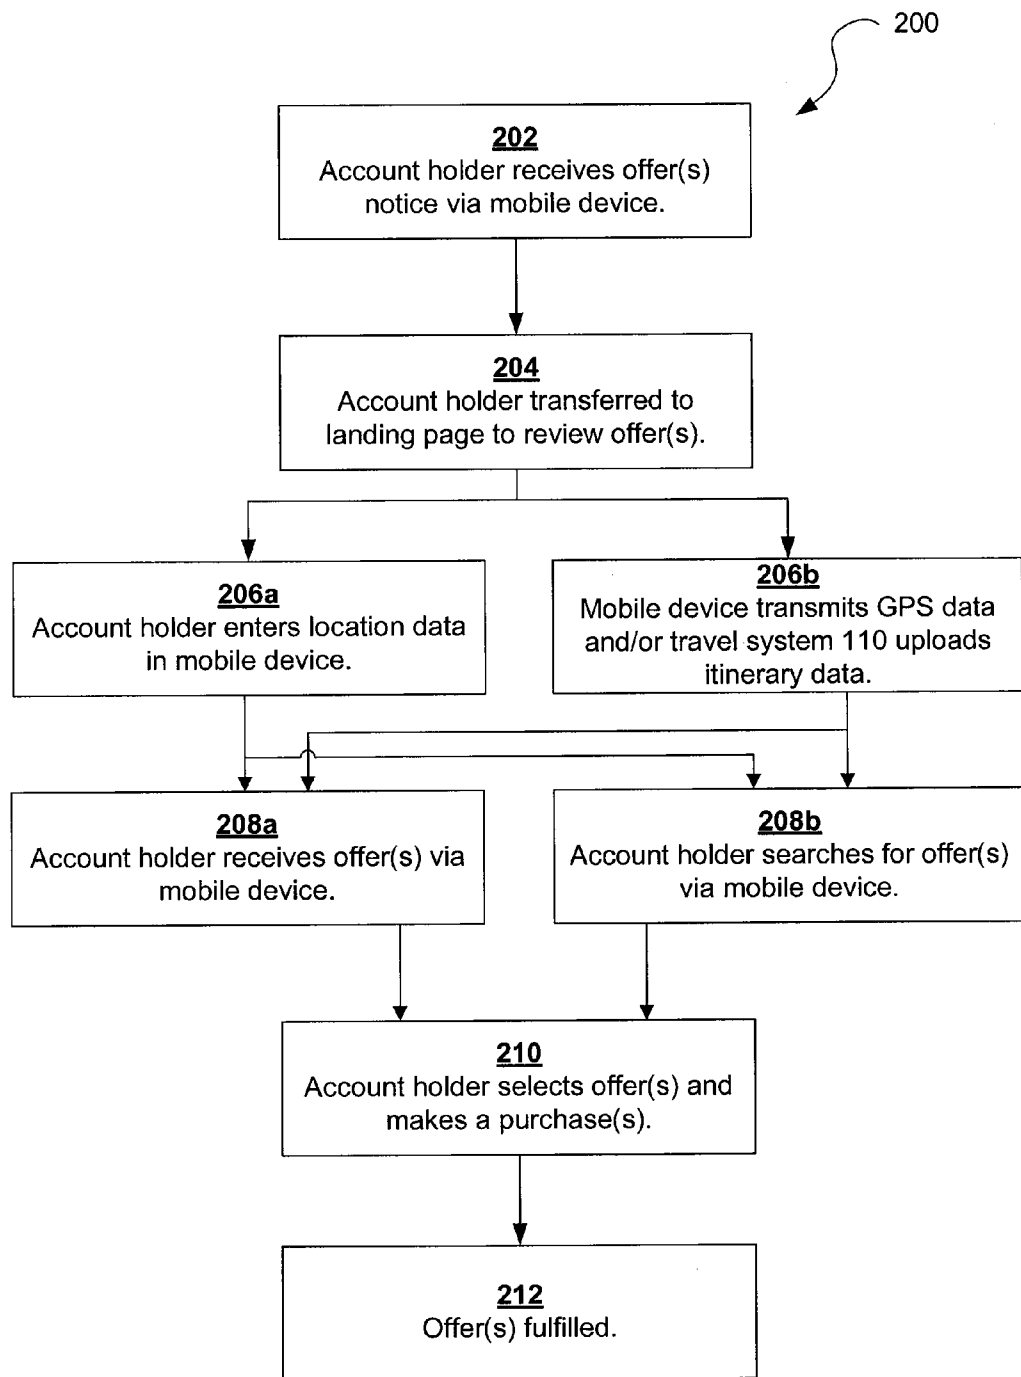 200
202
Account holder receives offer(s)
notice via mobile device.
204
Account holder transferred to
landing page to review offer(s).
206a
Account holder enters location data
in mobile device.
206b
Mobile device transmits GPS data
and/or travel system 110 uploads
itinerary data.
208a
Account holder receives offer(s) via
mobile device.
208b
Account holder searches for offer(s)
via mobile device.
210
Account holder selects offer(s) and
makes a purchase(s).
212
Offer(s) fulfilled.